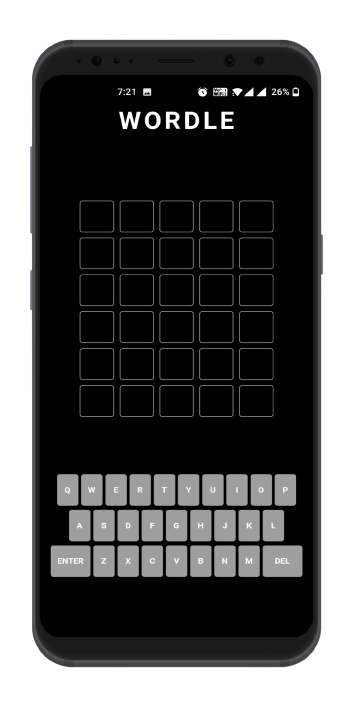 7:21 26%
WORDLE
Q W E R T Y U I O P
A S D F G H J K L
ENTER Z X C V B N M DEL